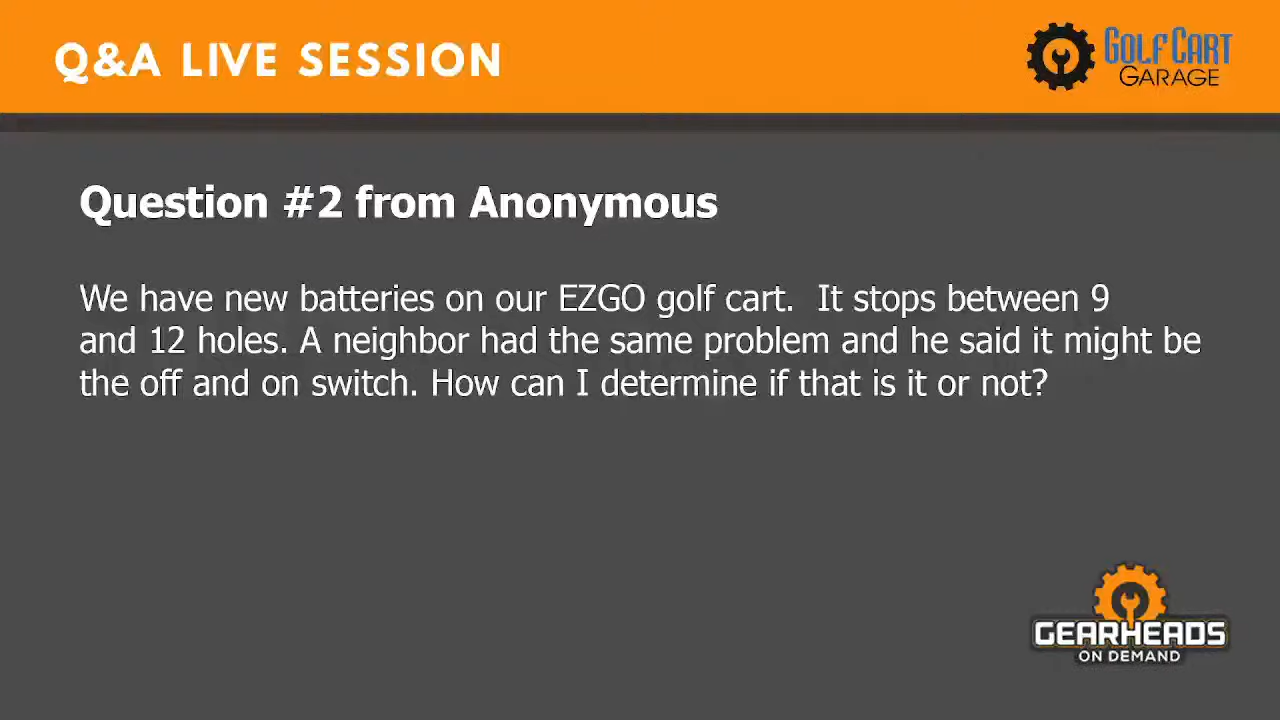 Q&A LIVE SESSION
GOLF CART
GARAGE
Question #2 from Anonymous
We have new batteries on our EZGO golf cart.  It stops between 9
and 12 holes. A neighbor had the same problem and he said it might be
the off and on switch. How can I determine if that is it or not?
GEARHEADS
ON DEMAND